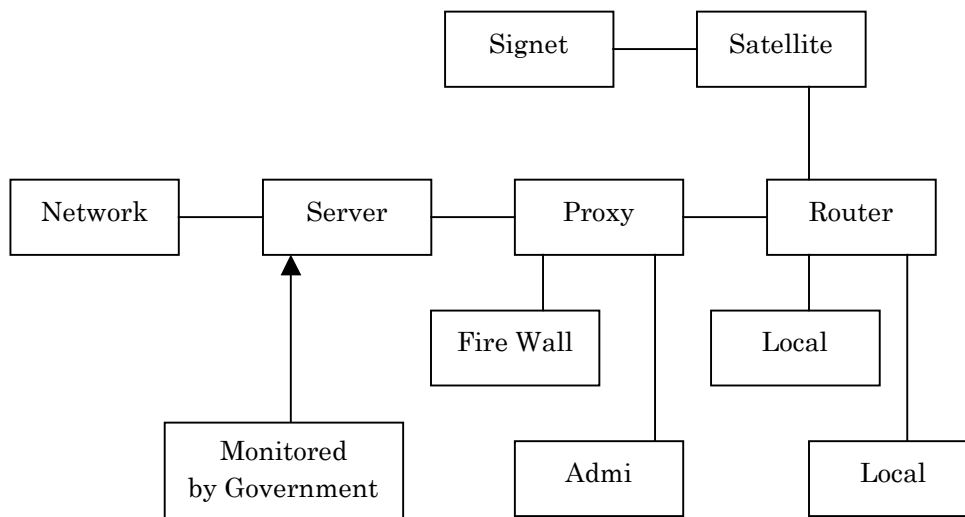 Signet
Satellite
Network
Server
Proxy
Router
Fire Wall
Local
Monitored
by Government
Admi
Local